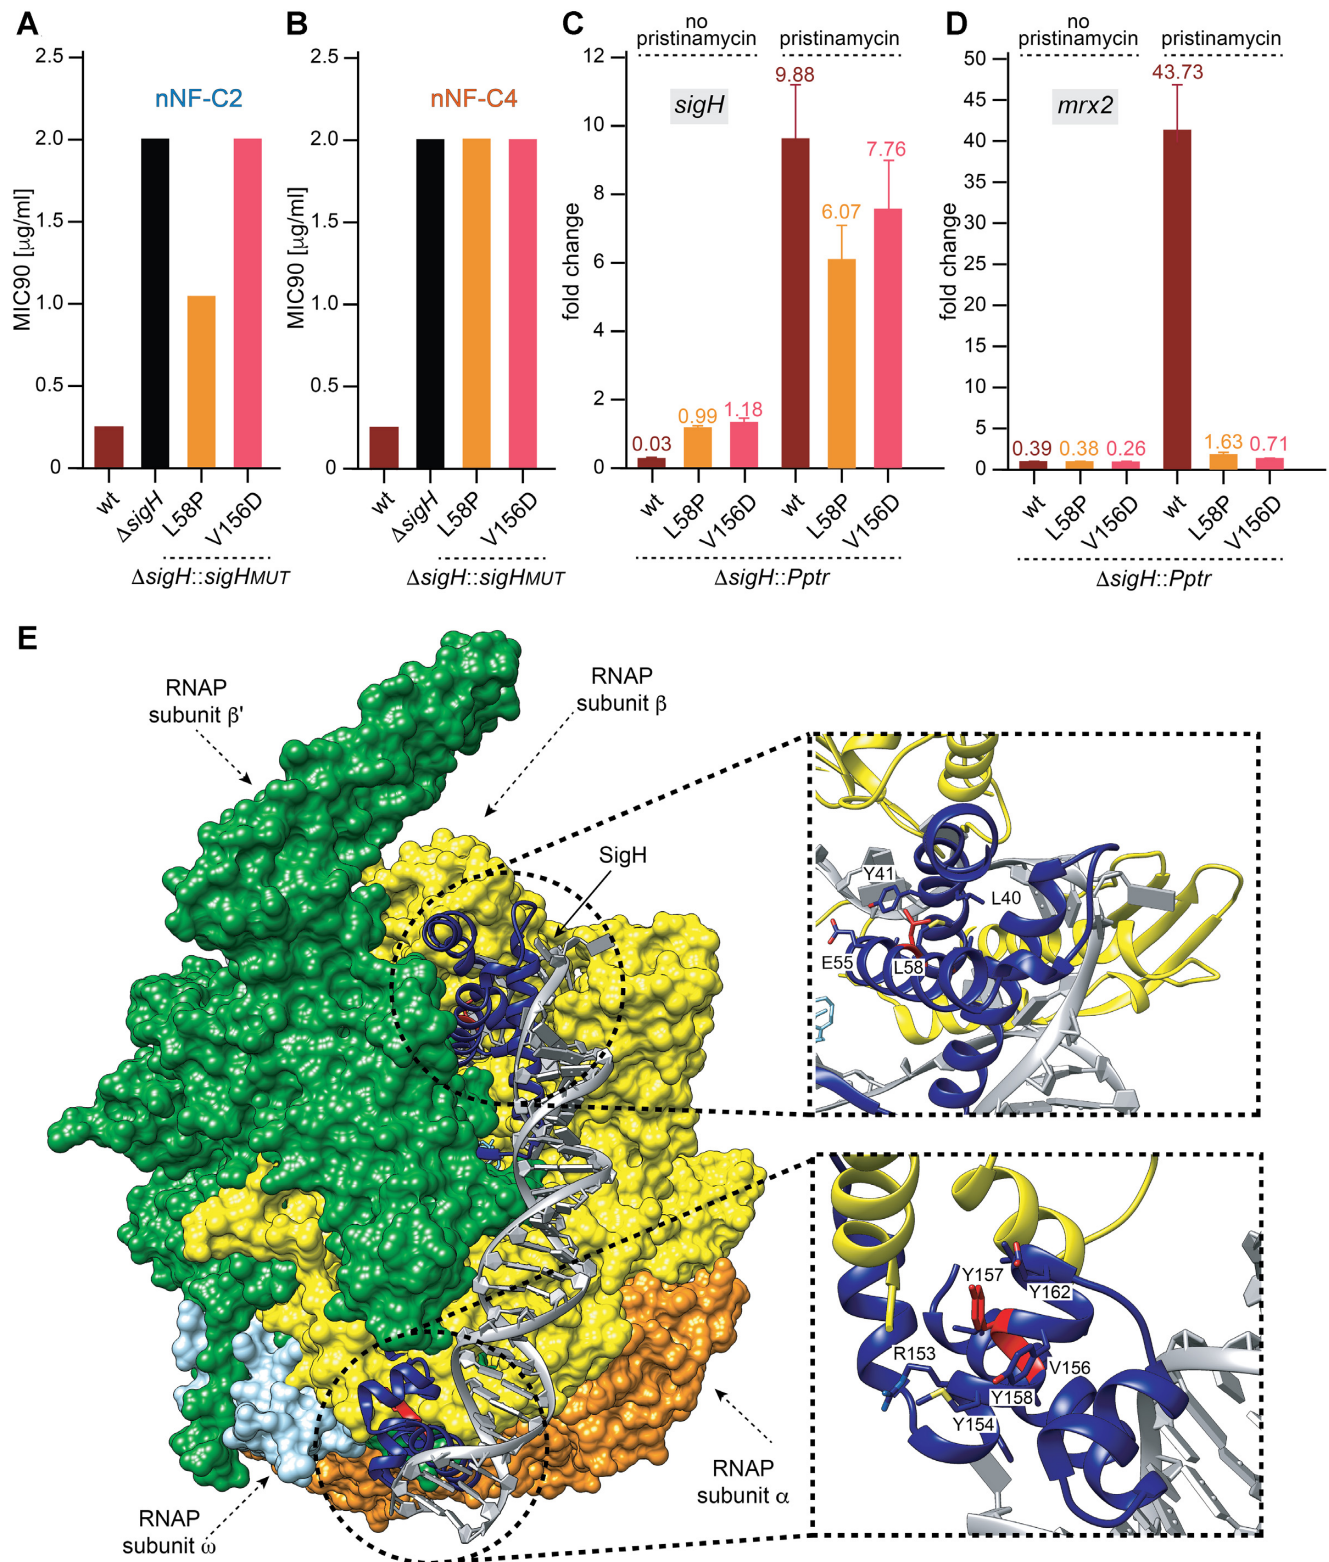 A
2.5
2.0
1.5
1.0
0.5
0
MIC90 [μg/ml]
nNF-C2
wt
ΔsigH
L58P
V156D
ΔsigH::sigHMUT
B
2.5
2.0
1.5
1.0
0.5
0
MIC90 [μg/ml]
nNF-C4
wt
ΔsigH
L58P
V156D
ΔsigH::sigHMUT
C
no
pristinamycin
pristinamycin
12
10
8
6
4
2
0
fold change
sigH
0.03
0.99
1.18
9.88
6.07
7.76
wt
L58P
V156D
wt
L58P
V156D
ΔsigH::Pptr
D
no
pristinamycin
pristinamycin
50
45
40
35
30
25
20
15
10
5
0
fold change
mrx2
0.39
0.38
0.26
43.73
1.63
0.71
wt
L58P
V156D
wt
L58P
V156D
ΔsigH::Pptr
E
RNAP
subunit β'
RNAP
subunit β
SigH
Y41
L40
E55
L58
Y157
Y162
R153
V156
Y158
Y154
RNAP
subunit α
RNAP
subunit ώ